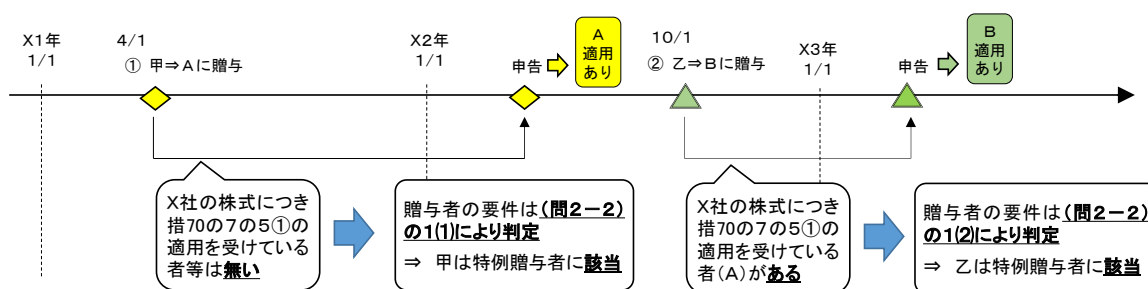 X1年
1/1
4/1
① 甲⇒Aに贈与
X2年
1/1
申告
A
適用
あり
10/1
② 乙⇒Bに贈与
X3年
1/1
申告
B
適用
あり
X社の株式につき
措70の7の5①の
適用を受けている
者等は無い
贈与者の要件は(問2-2)
の1(1)により判定
⇒ 甲は特例贈与者に該当
X社の株式につき
措70の7の5①の
適用を受けている
者(A)がある
贈与者の要件は(問2-2)
の1(2)により判定
⇒ 乙は特例贈与者に該当